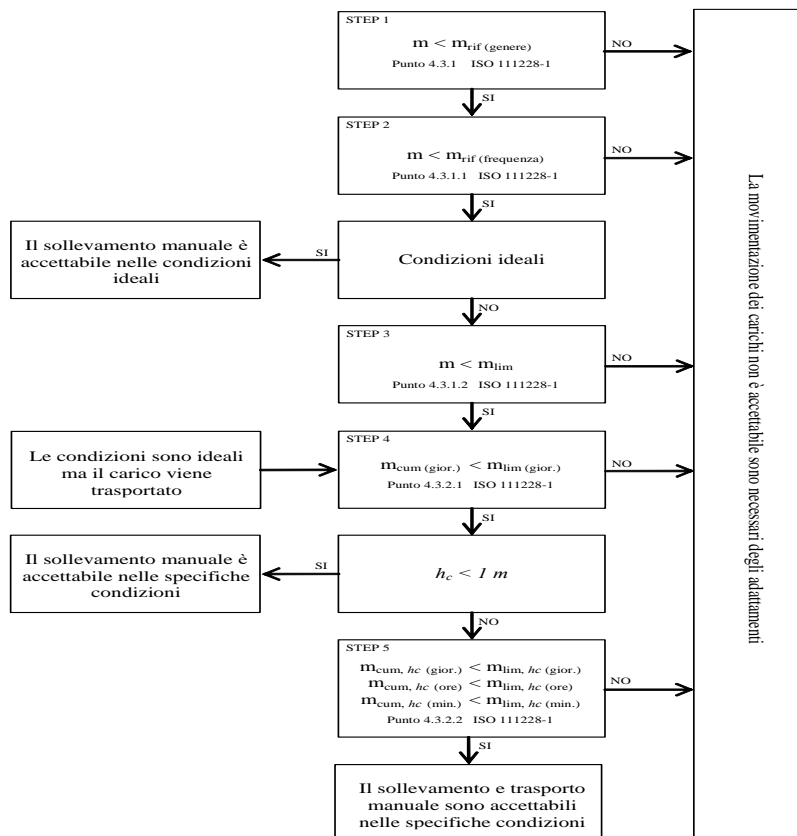 STEP 1
m < mrif (genere)
Punto 4.3.1 ISO 111228-1
NO
SI
STEP 2
m < mrif (frequenza)
Punto 4.3.1.1 ISO 111228-1
NO
SI
Il sollevamento manuale è
accettabile nelle condizioni
ideali
SI
Condizioni ideali
NO
STEP 3
m < mlim
Punto 4.3.1.2 ISO 111228-1
NO
SI
Le condizioni sono ideali
ma il carico viene
trasportato
STEP 4
mcum (gior.) < mlim (gior.)
Punto 4.3.2.1 ISO 111228-1
NO
SI
Il sollevamento manuale è
accettabile nelle specifiche
condizioni
SI
hc < 1 m
NO
STEP 5
mcum, hc (gior.) < mlim, hc (gior.)
mcum, hc (ore) < mlim, hc (ore)
mcum, hc (min.) < mlim, hc (min.)
Punto 4.3.2.2 ISO 111228-1
NO
SI
Il sollevamento e trasporto
manuale sono accettabili
nelle specifiche condizioni
La movimentazione dei carichi non è accettabile sono necessari degli adattamenti